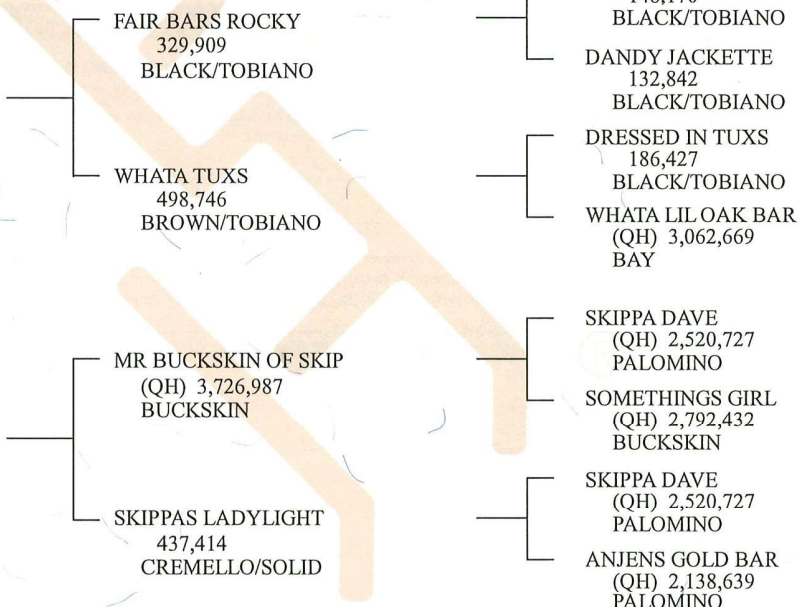 FAIR BARS ROCKY
329,909
BLACK/TOBIANO
WHATA TUXS
498,746
BROWN/TOBIANO
MR BUCKSKIN OF SKIP
(QH) 3,726,987
BUCKSKIN
SKIPPAS LADYLIGHT
437,414
CREMELLO/SOLID
BLACK/TOBIANO
DANDY JACKETTE
132,842
BLACK/TOBIANO
DRESSED IN TUXS
186,427
BLACK/TOBIANO
WHATA LIL OAK BAR
(QH) 3,062,669
BAY
SKIPPA DAVE
(QH) 2,520,727
PALOMINO
SOMETHINGS GIRL
(QH) 2,792,432
BUCKSKIN
SKIPPA DAVE
(QH) 2,520,727
PALOMINO
ANJENS GOLD BAR
(QH) 2,138,639
PALOMINO